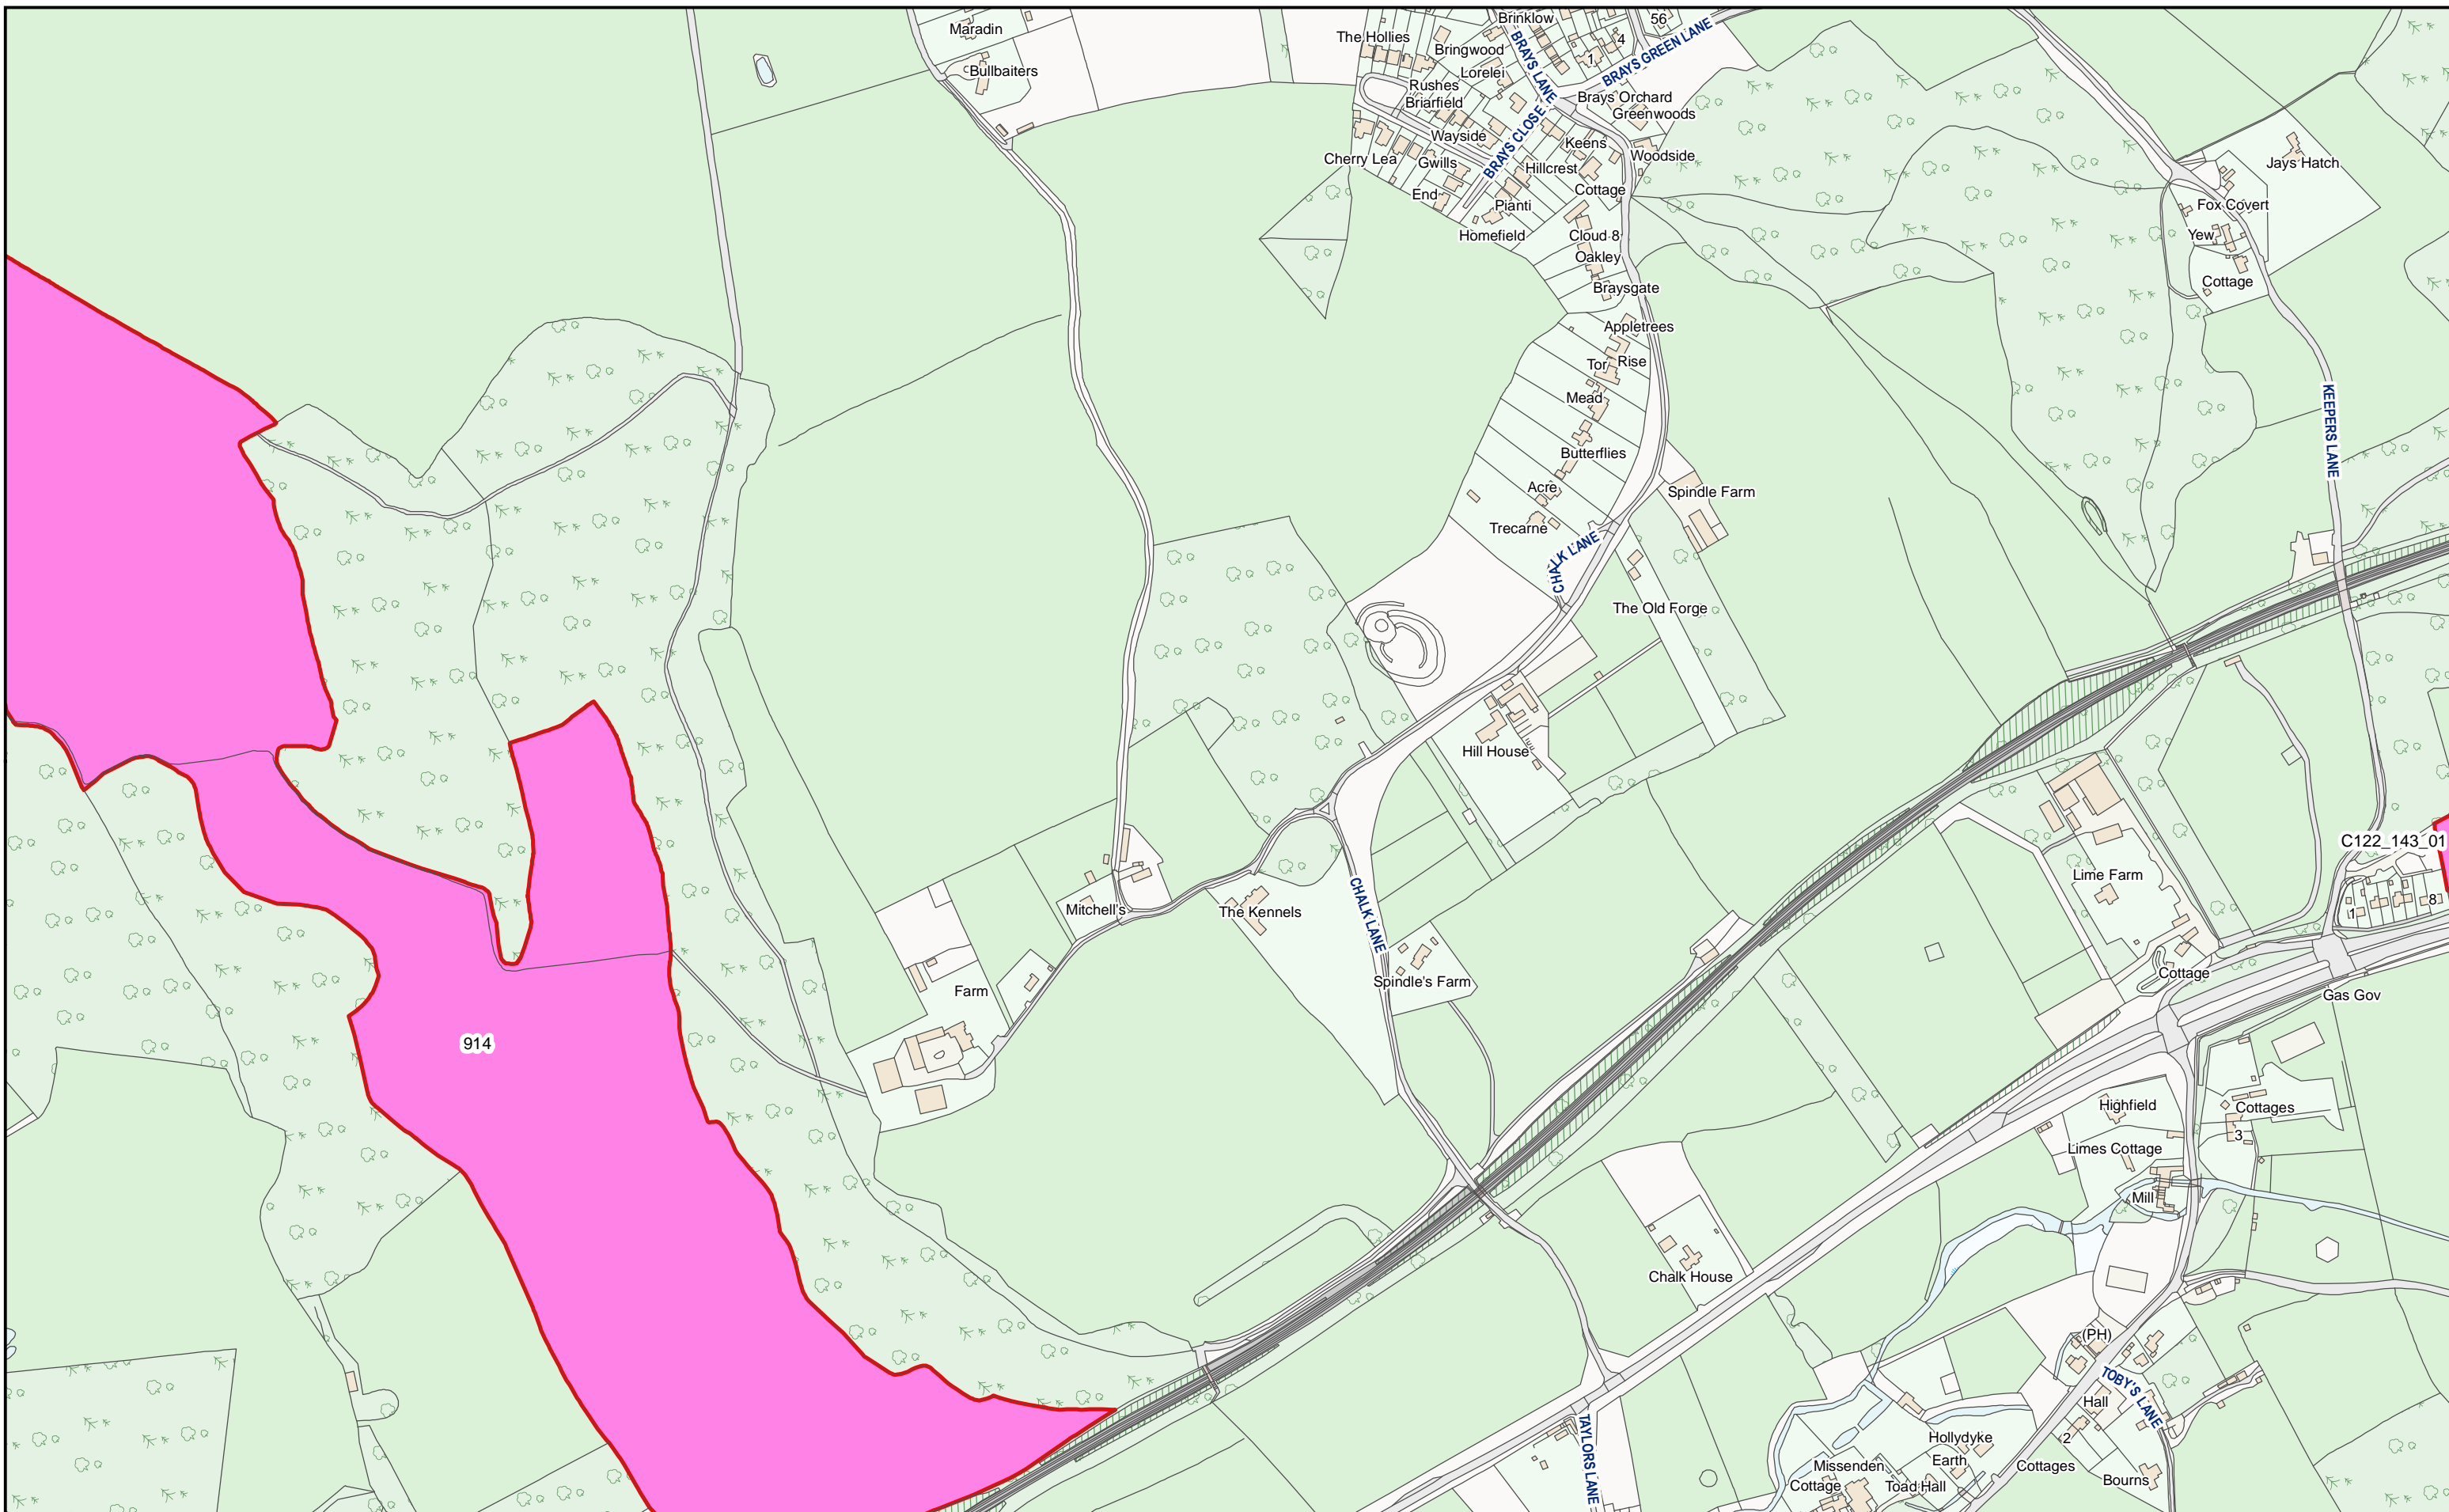 Maradin
Bullbaiters
The Hollies
Brinklow
56
4
1
Bringwood
Lorelei
BRAYS LANE
BRAYS GREEN LANE
Rushes
Briarfield
Brays Orchard
Greenwoods
Wayside
BRAYS CLOSE
Keens
Woodside
Cherry Lea
Gwills
Hillcrest
Cottage
End
Pianti
Homefield
Cloud 8
Oakley
Braysgate
Jays Hatch
Fox Covert
Yew
Cottage
Appletrees
Tor Rise
Mead
Butterflies
Acre
Trecarne
Spindle Farm
KEEPERS LANE
CHALK LANE
The Old Forge
Hill House
C122_143_01
Lime Farm
1
8
Mitchell's
The Kennels
CHALK LANE
Spindle's Farm
Cottage
Farm
Gas Gov
914
Highfield
Cottages
3
Limes Cottage
Mill
Chalk House
(PH)
TOBY'S LANE
Hall
2
Hollydyke
Earth
Cottages
Missenden
Cottage
Toad Hall
Bourns
TAYLORS LANE